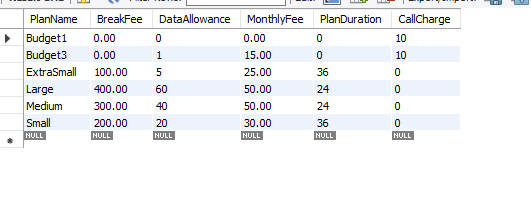 PlanName BreakFee DataAllowance MonthlyFee PlanDuration CallCharge
Budget1 0.00 0 0.00 0 10
Budget3 0.00 1 15.00 0 10
ExtraSmall 100.00 5 25.00 36 0
Large 400.00 60 50.00 24 0
Medium 300.00 40 50.00 24 0
Small 200.00 20 30.00 36 0
NULL NULL NULL NULL NULL NULL